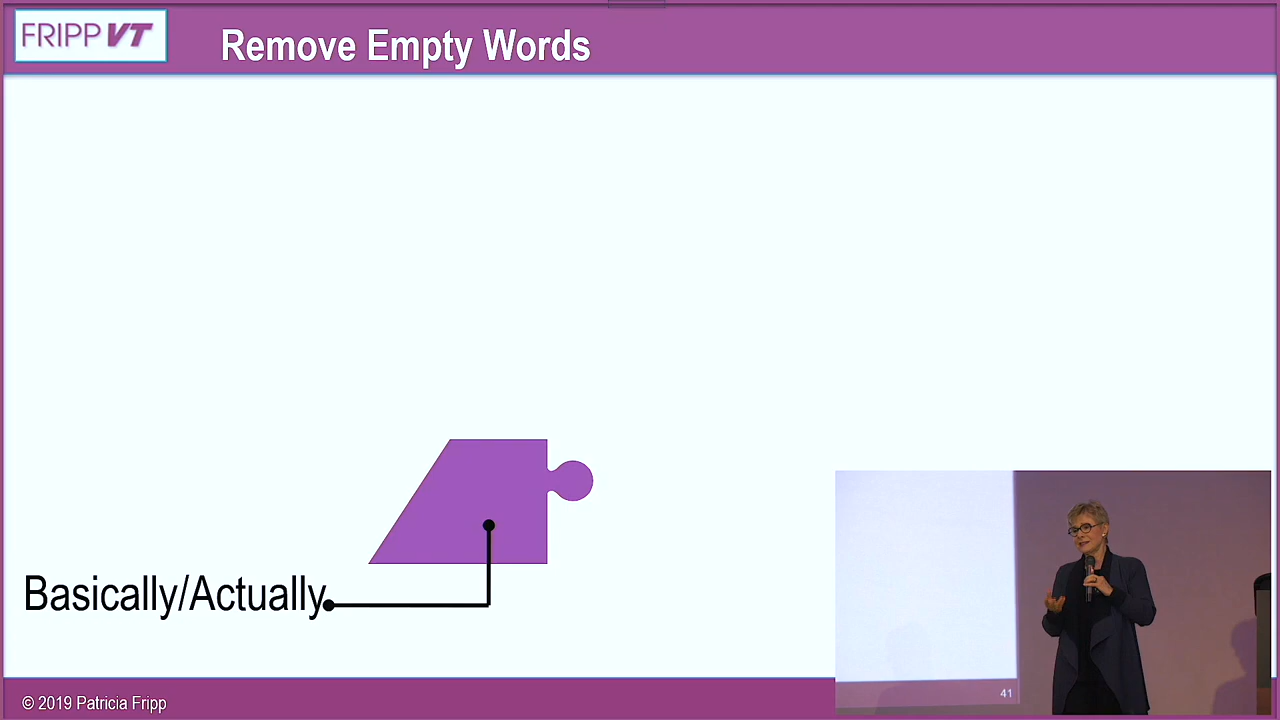 FRIPP VT
Remove Empty Words
Basically/Actually
41
© 2019 Patricia Fripp